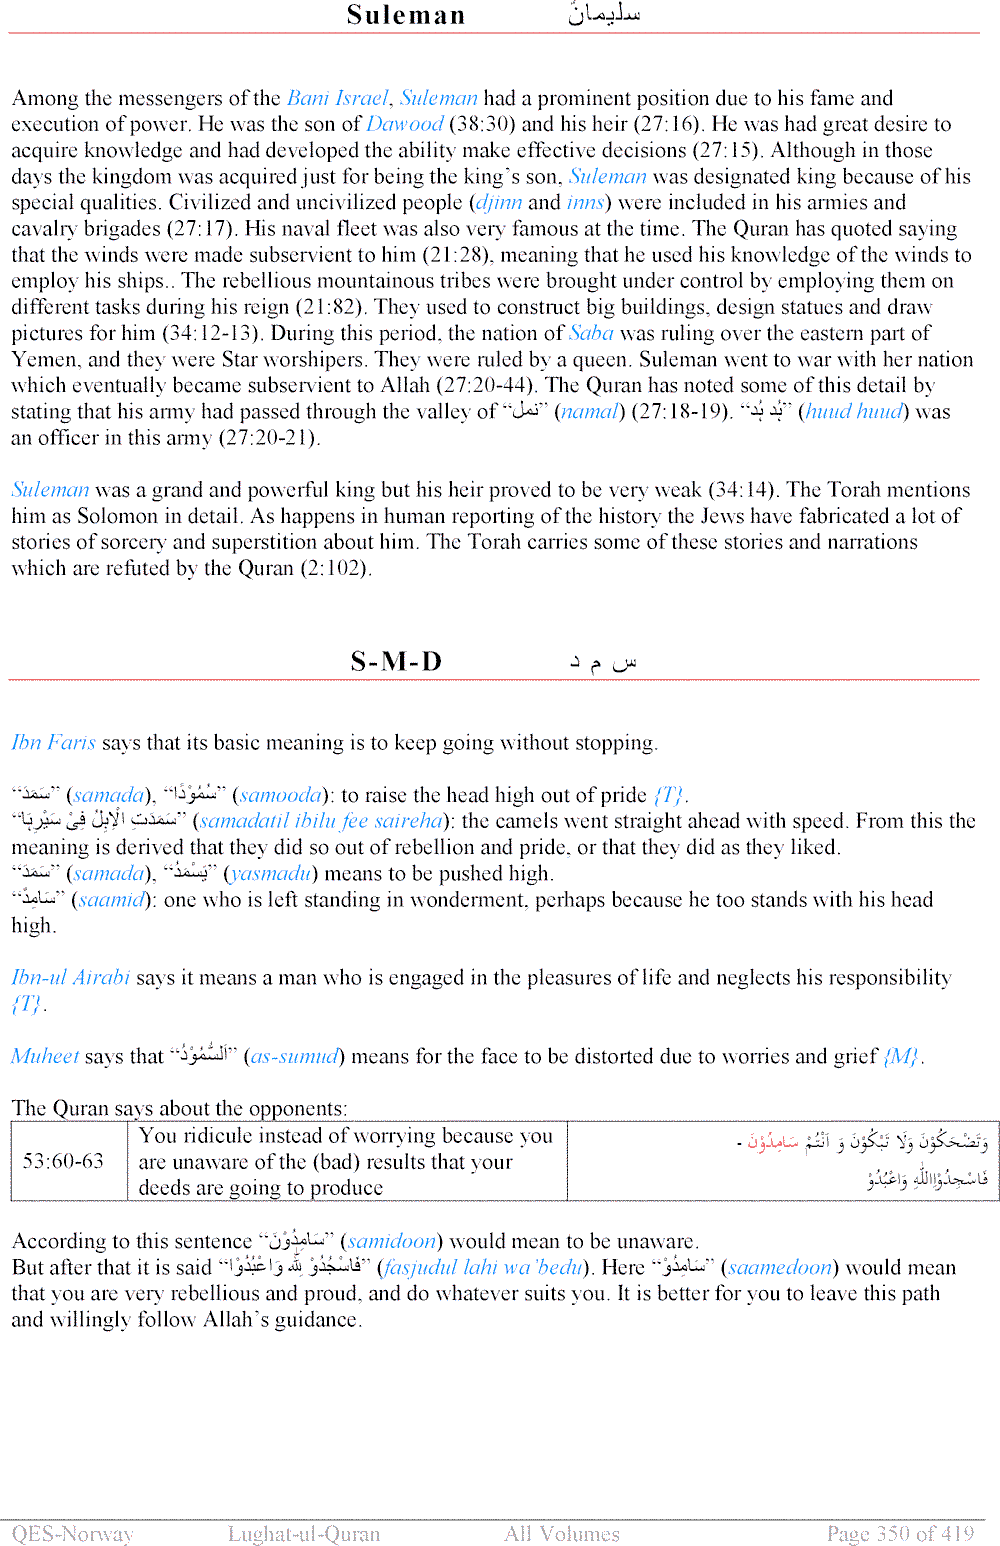 Suleman سلیمانٌ
Among the messengers of the Bani Israel, Suleman had a prominent position due to his fame and
execution of power. He was the son of Dawood (38:30) and his heir (27:16). He was had great desire to
acquire knowledge and had developed the ability make effective decisions (27:15). Although in those
days the kingdom was acquired just for being the king’s son, Suleman was designated king because of his
special qualities. Civilized and uncivilized people (djinn and inns) were included in his armies and
cavalry brigades (27:17). His naval fleet was also very famous at the time. The Quran has quoted saying
that the winds were made subservient to him (21:28), meaning that he used his knowledge of the winds to
employ his ships.. The rebellious mountainous tribes were brought under control by employing them on
different tasks during his reign (21:82). They used to construct big buildings, design statues and draw
pictures for him (34:12-13). During this period, the nation of Saba was ruling over the eastern part of
Yemen, and they were Star worshipers. They were ruled by a queen. Suleman went to war with her nation
which eventually became subservient to Allah (27:20-44). The Quran has noted some of this detail by
stating that his army had passed through the valley of “نمل” (namal) (27:18-19). “ہُد ہُد” (huud huud) was
an officer in this army (27:20-21).
Suleman was a grand and powerful king but his heir proved to be very weak (34:14). The Torah mentions
him as Solomon in detail. As happens in human reporting of the history the Jews have fabricated a lot of
stories of sorcery and superstition about him. The Torah carries some of these stories and narrations
which are refuted by the Quran (2:102).
S-M-D س م د
Ibn Faris says that its basic meaning is to keep going without stopping.
“سَمَدَ” (samada), “سُمُوْدًا” (samooda): to raise the head high out of pride {T}.
“سَمَدَتِ الْاِبِلُ فِیْ سَیْرِہَا” (samadatil ibilu fee saireha): the camels went straight ahead with speed. From this the
meaning is derived that they did so out of rebellion and pride, or that they did as they liked.
“سَمَدَ” (samada), “یَسْمُدُ” (yasmadu) means to be pushed high.
“سَامِدٌ” (saamid): one who is left standing in wonderment, perhaps because he too stands with his head
high.
Ibn-ul Airabi says it means a man who is engaged in the pleasures of life and neglects his responsibility
{T}.
Muheet says that “اَلسُّمُوْدُ” (as-sumud) means for the face to be distorted due to worries and grief {M}.
The Quran says about the opponents:
53:60-63
You ridicule instead of worrying because you
are unaware of the (bad) results that your
deeds are going to produce
وَتَضْحَکُوْنَ وَلَا تَبْکُوْنَ وَ اَنْتُمْ سَامِدُوْنَ -
فَاسْجِدُوْالِلّٰہِ وَاعْبُدُوْ
According to this sentence “سَامِدُوْنَ” (samidoon) would mean to be unaware.
But after that it is said “فَاسْجُدُوْ لِلّٰہِ وَاعْبُدُوْا” (fasjudul lahi wa’bedu). Here “سَامِدُوْ” (saamedoon) would mean
that you are very rebellious and proud, and do whatever suits you. It is better for you to leave this path
and willingly follow Allah’s guidance.
QES-Norway Lughat-ul-Quran All Volumes Page 350 of 419